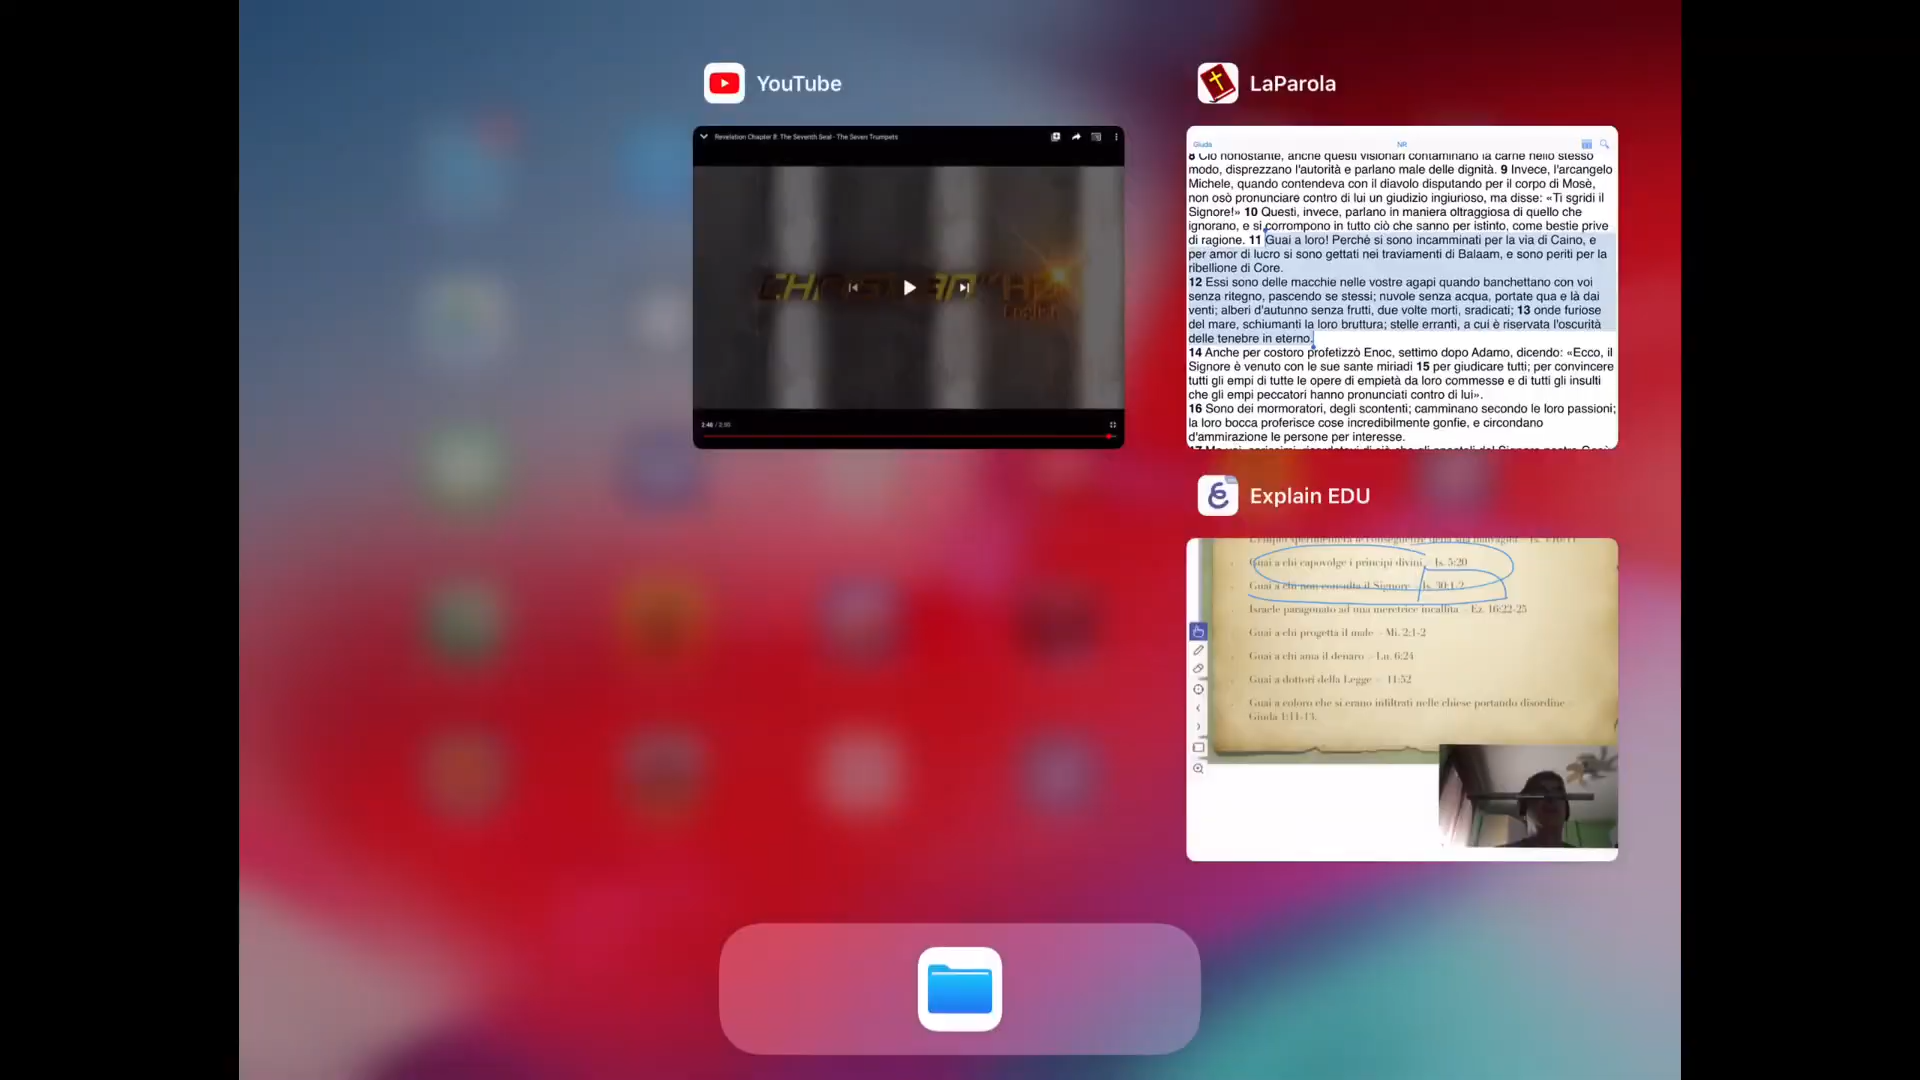 YouTube
Revelation Chapter 8: The Seventh Seal - The Seven Trumpets
English
2:46
LaParola
Giuda
NR
8 Ciò nonostante, anche questi visionari contaminano la carne nello stesso
modo, disprezzano l'autorità e parlano male delle dignità. 9 Invece, l'arcangelo
Michele, quando contendeva con il diavolo disputando per il corpo di Mosè,
non osò pronunciare contro di lui un giudizio ingiurioso, ma disse: «Ti sgridi il
Signore!» 10 Questi, invece, parlano in maniera oltraggiosa di quello che
ignorano, e si corrompono in tutto ciò che sanno per istinto, come bestie prive
di ragione. 11 Guai a loro! Perché si sono incamminati per la via di Caino, e
per amor di lucro si sono gettati nei traviamenti di Balaam, e sono periti per la
ribellione di Core.
12 Essi sono delle macchie nelle vostre agapi quando banchettano con voi
senza ritegno, pascendo se stessi; nuvole senza acqua, portate qua e là dai
venti; alberi d'autunno senza frutti, due volte morti, sradicati; 13 onde furiose
del mare, schiumanti la loro bruttura; stelle erranti, a cui è riservata l'oscurità
delle tenebre in eterno.
14 Anche per costoro profetizzò Enoc, settimo dopo Adamo, dicendo: «Ecco, il
Signore è venuto con le sue sante miriadi 15 per giudicare tutti; per convincere
tutti gli empi di tutte le opere di empietà da loro commesse e di tutti gli insulti
che gli empi peccatori hanno pronunciati contro di lui».
16 Sono dei mormoratori, degli scontenti; camminano secondo le loro passioni;
la loro bocca proferisce cose incredibilmente gonfie, e circondano
d'ammirazione le persone per interesse.
Explain EDU
Guai a chi capovolge i principi divini – Is. 5:20
Guai a chi non consulta il Signore – Is. 30:1-2
Israele paragonato ad una meretrice incallita – Ez. 16:22-25
Guai a chi progetta il male – Mi. 2:1-2
Guai a chi ama il denaro – Lu. 6:24
Guai a dottori della Legge – 11:52
Guai a coloro che si erano infiltrati nelle chiese portando disordine –
Giuda 1:11-13.